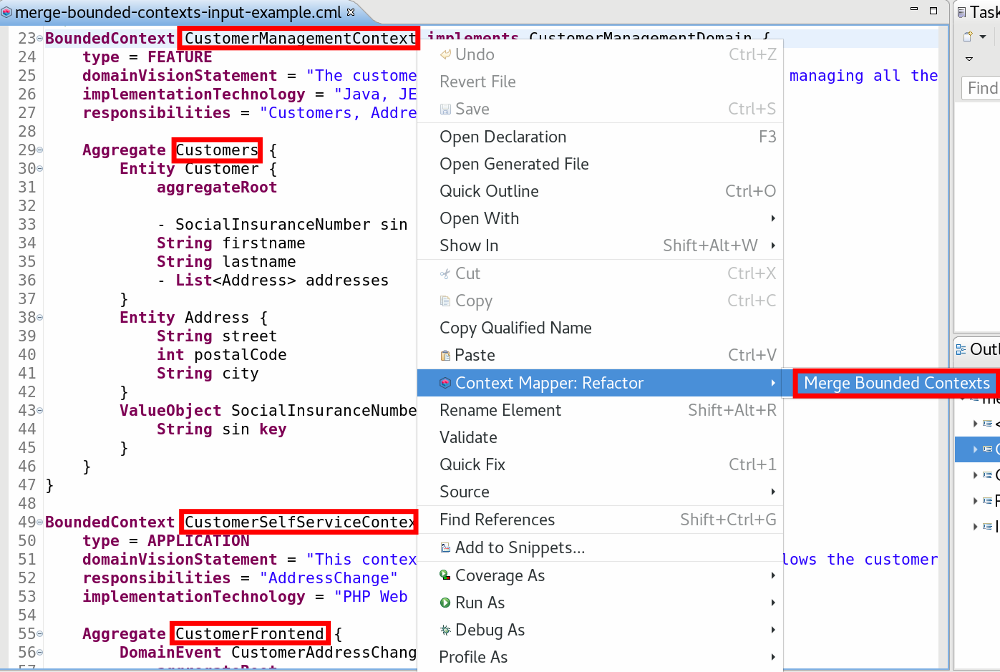 merge-bounded-contexts-input-example.cml
Task
23 BoundedContext CustomerManagementContext implements CustomerManagementDomain {
24 type = FEATURE
25 domainVisionStatement = "The custome managing all the
26 implementationTechnology = "Java, JE
27 responsibilities = "Customers, Addre
28
29 Aggregate Customers {
30 Entity Customer {
31 aggregateRoot
32
33 - SocialInsuranceNumber sin
34 String firstname
35 String lastname
36 - List<Address> addresses
37 }
38 Entity Address {
39 String street
40 int postalCode
41 String city
42 }
43 ValueObject SocialInsuranceNumbe
44 String sin key
45 }
46 }
47 }
48
49 BoundedContext CustomerSelfServiceContex
50 type = APPLICATION
51 domainVisionStatement = "This contex lows the customer
52 responsibilities = "AddressChange"
53 implementationTechnology = "PHP Web
54
55 Aggregate CustomerFrontend {
56 DomainEvent CustomerAddressChang
Undo Ctrl+Z
Revert File
Save Ctrl+S
Open Declaration F3
Open Generated File
Quick Outline Ctrl+O
Open With
Show In Shift+Alt+W
Cut Ctrl+X
Copy Ctrl+C
Copy Qualified Name
Paste Ctrl+V
Context Mapper: Refactor
Merge Bounded Contexts
Rename Element Shift+Alt+R
Validate
Quick Fix Ctrl+1
Source
Find References Shift+Ctrl+G
Add to Snippets...
Coverage As
Run As
Debug As
Profile As
Find
Outl